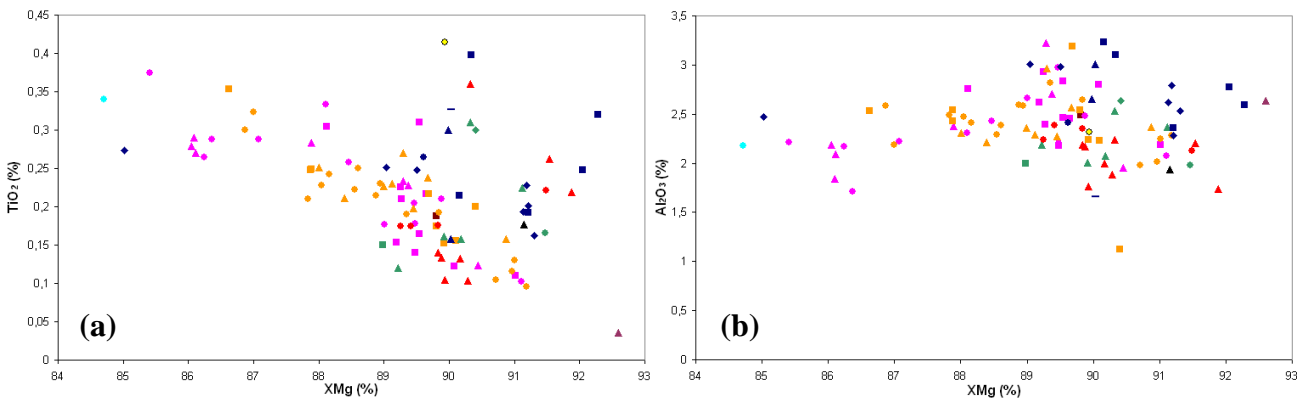 0,45
0,4
0,35
0,3
0,25
0,2
0,15
0,1
0,05
0
TiO₂ (%)
(a)
84 85 86 87 88 89 90 91 92 93
XMg (%)
3,5
3
2,5
2
1,5
1
0,5
0
Al₂O₃ (%)
(b)
84 85 86 87 88 89 90 91 92 93
XMg (%)